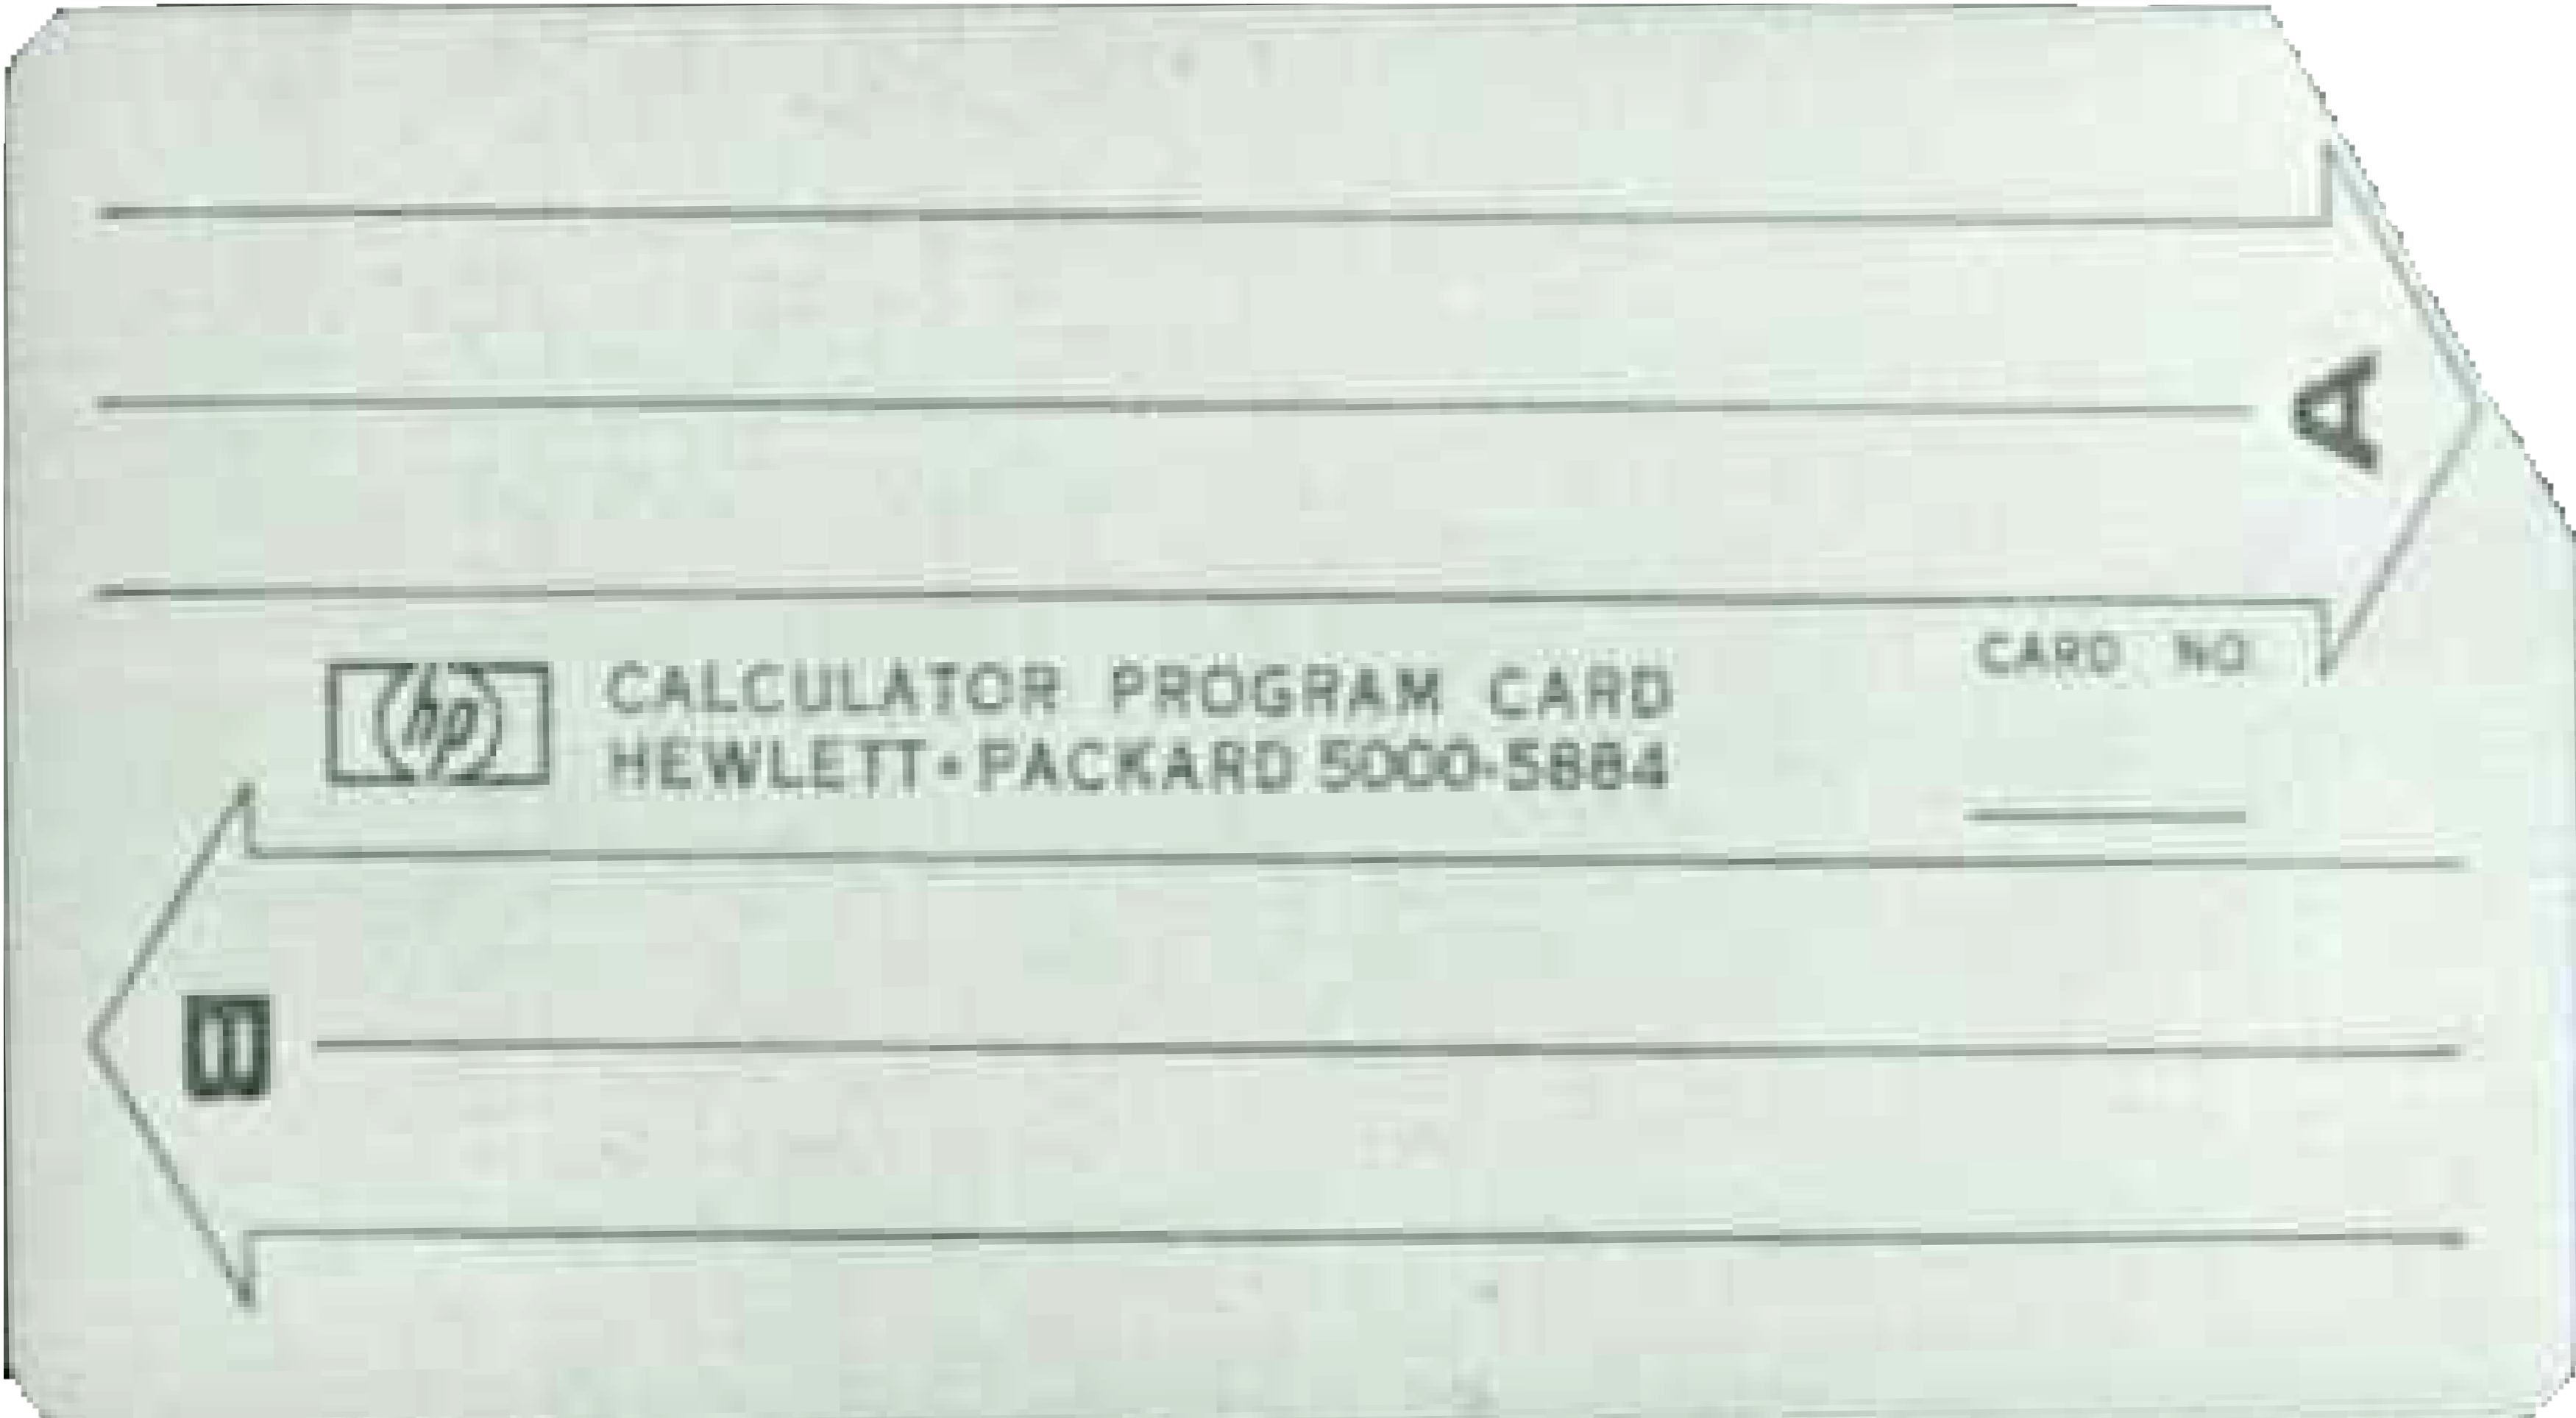 A
CARD NO.
hp CALCULATOR PROGRAM CARD
HEWLETT•PACKARD 5000-5884
B